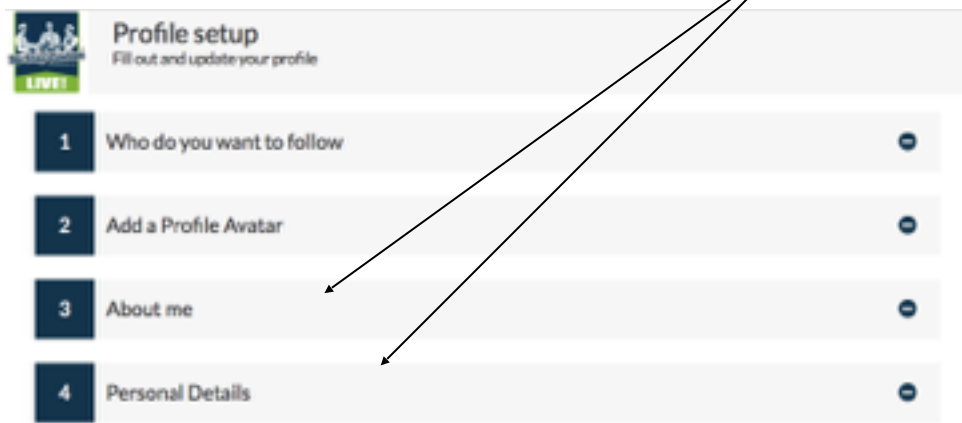 Profile setup
Fill out and update your profile
LIVE!
1 Who do you want to follow
2 Add a Profile Avatar
3 About me
4 Personal Details